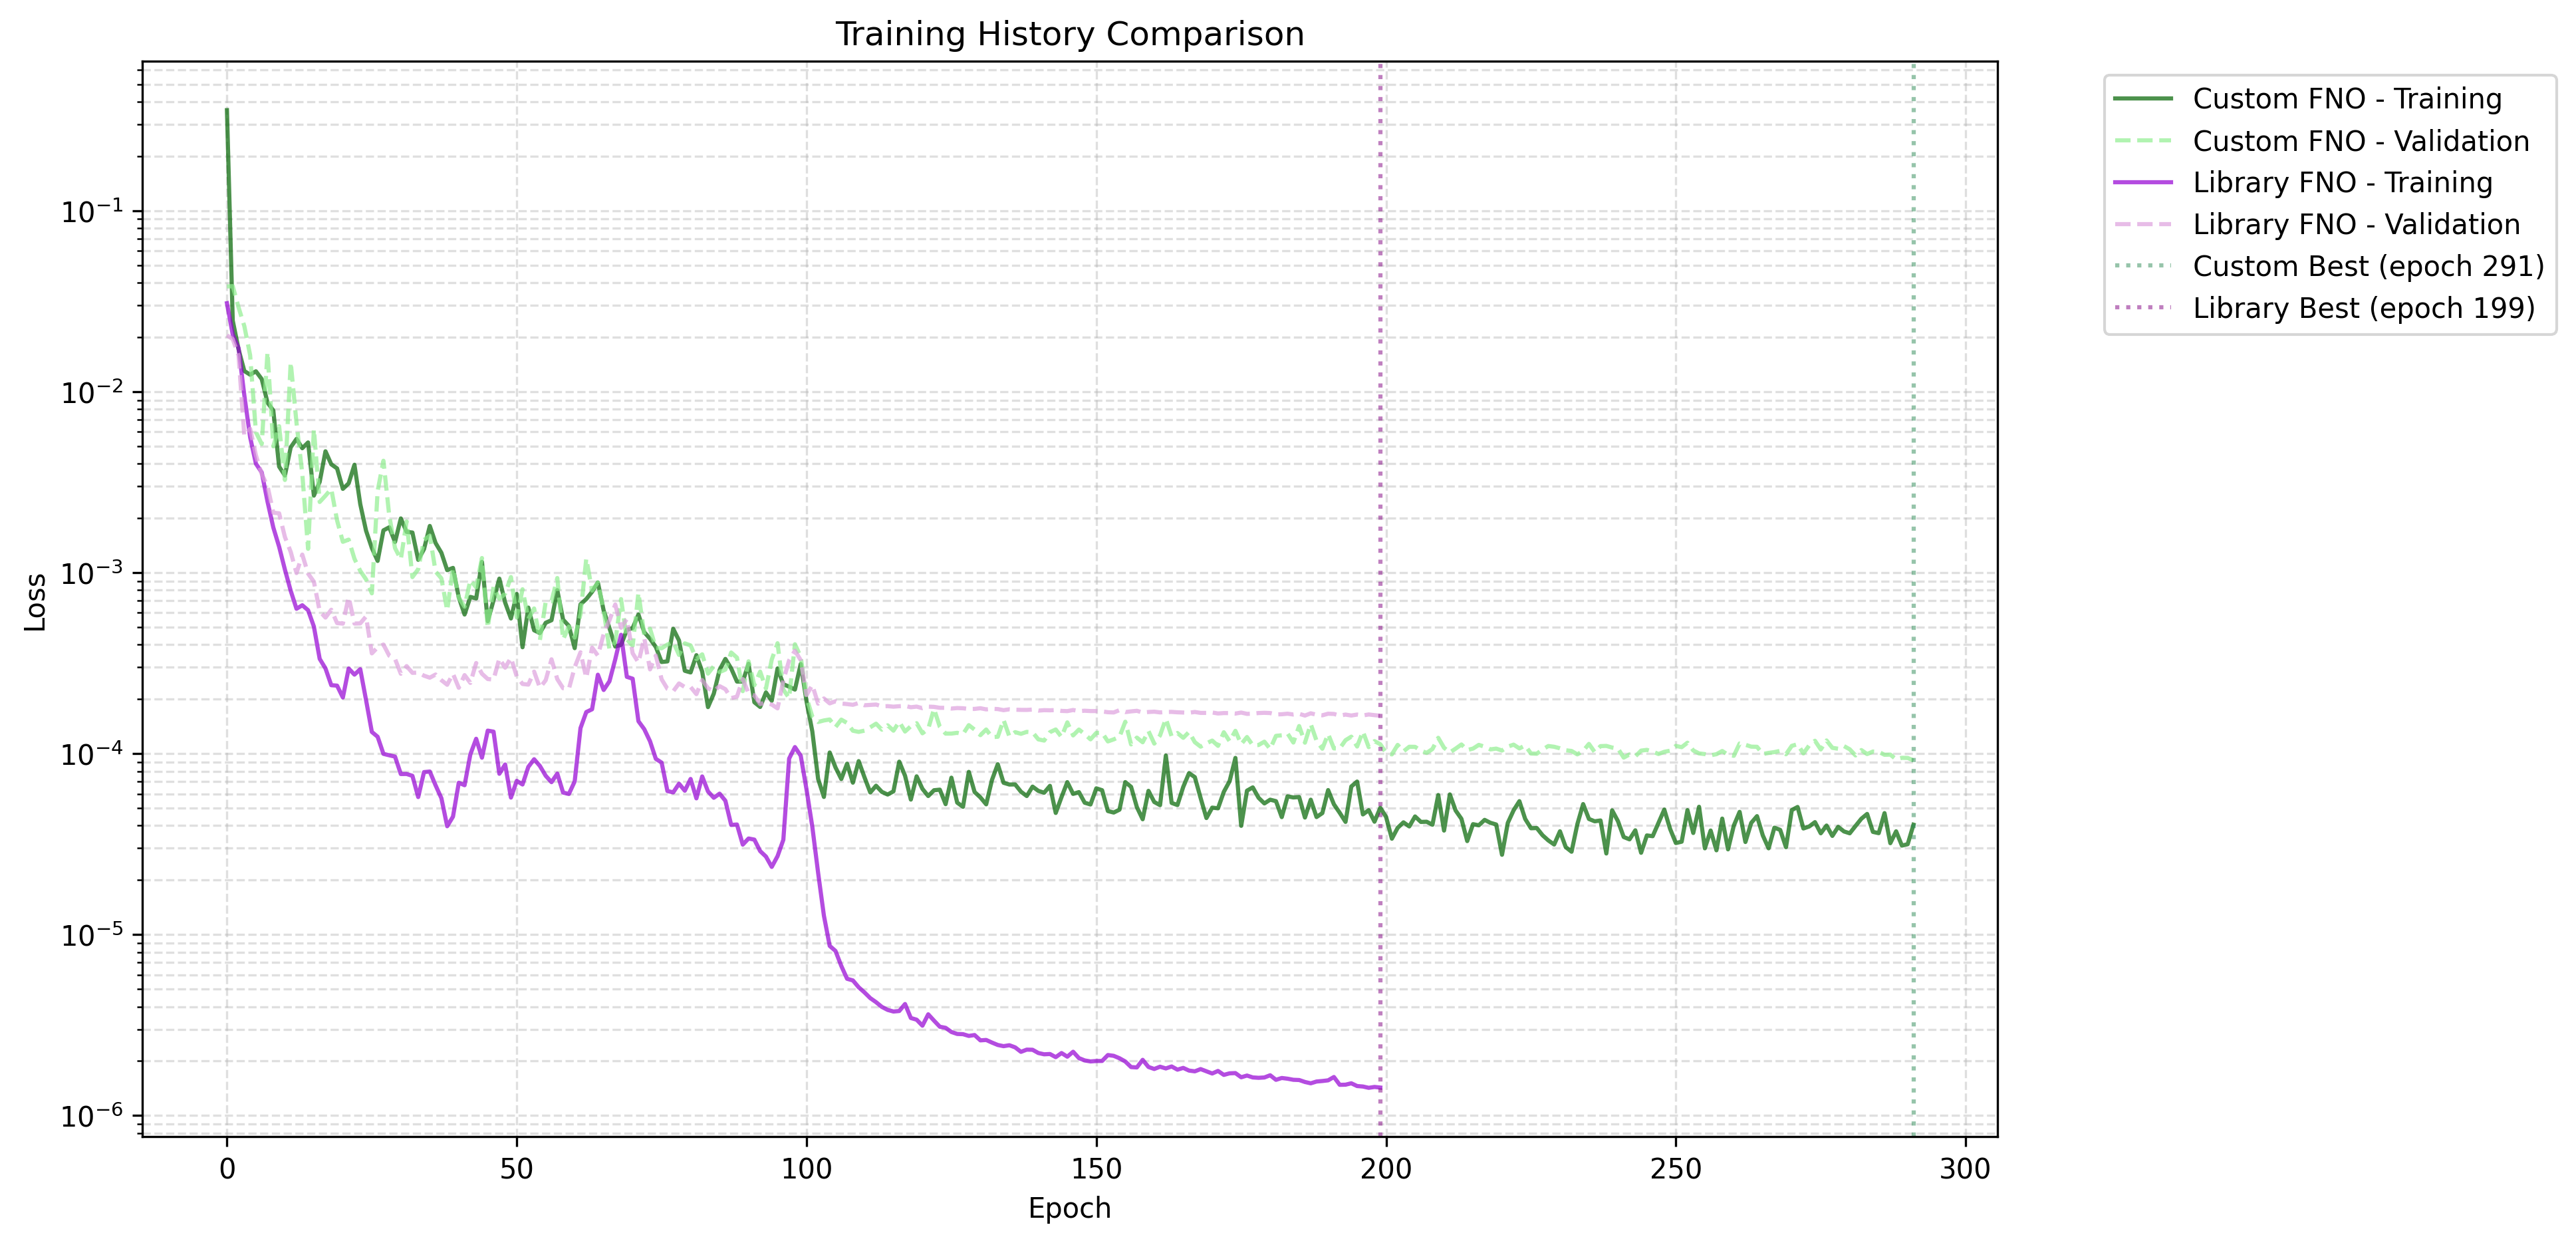 Training History Comparison
Loss
10⁻¹
10⁻²
10⁻³
10⁻⁴
10⁻⁵
10⁻⁶
0 50 100 150 200 250 300
Epoch
Custom FNO - Training
Custom FNO - Validation
Library FNO - Training
Library FNO - Validation
Custom Best (epoch 291)
Library Best (epoch 199)